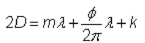 2D = mλ + ϕ/2π λ + k